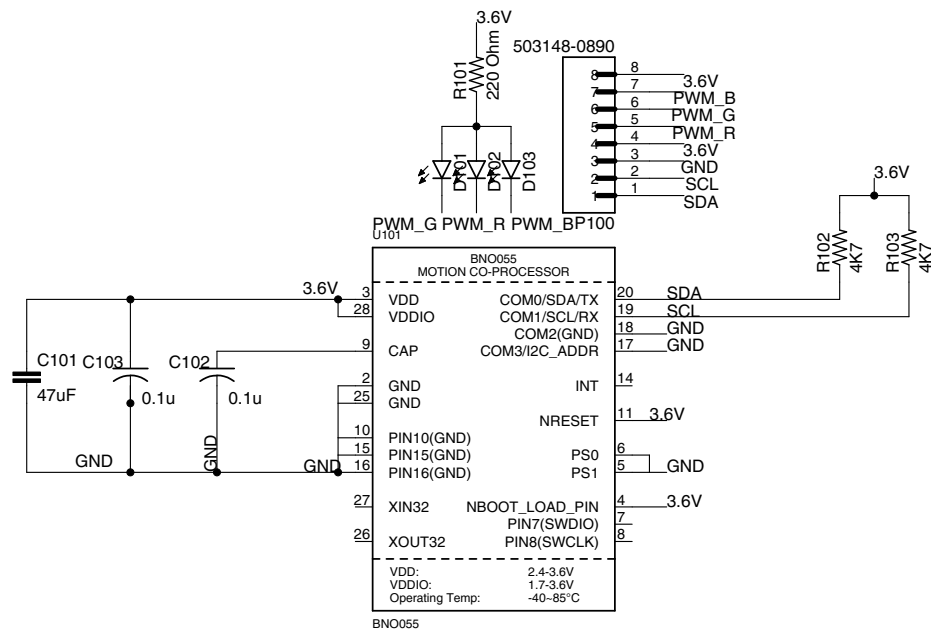 3.6V
R101
220 Ohm
503148-0890
8 8
3.6V
7 7
PWM_B
6 6
PWM_G
5 5
PWM_R
4 4
3.6V
3 3
GND
2 2
SCL
1 1
SDA
D101
D102
D103
PWM_G PWM_R PWM_B
P100
3.6V
R102
4K7
R103
4K7
U101
BNO055
MOTION CO-PROCESSOR
3.6V
3 VDD
28 VDDIO
9 CAP
2 GND
25 GND
10 PIN10(GND)
15 PIN15(GND)
16 PIN16(GND)
27 XIN32
26 XOUT32
COM0/SDA/TX 20 SDA
COM1/SCL/RX 19 SCL
COM2(GND) 18 GND
COM3/I2C_ADDR 17 GND
INT 14
NRESET 11 3.6V
PS0 6
PS1 5 GND
NBOOT_LOAD_PIN 4 3.6V
PIN7(SWDIO) 7
PIN8(SWCLK) 8
C101
47uF
C103
0.1u
C102
0.1u
GND
GND
GND
VDD: 2.4-3.6V
VDDIO: 1.7-3.6V
Operating Temp: -40~85°C
BNO055